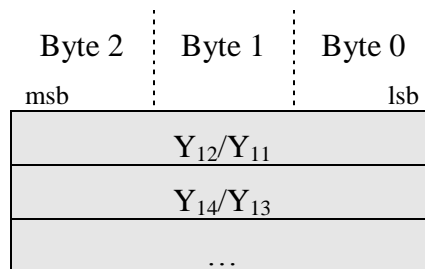 Byte 2 Byte 1 Byte 0
msb lsb
Y₁₂/Y₁₁
Y₁₄/Y₁₃
…